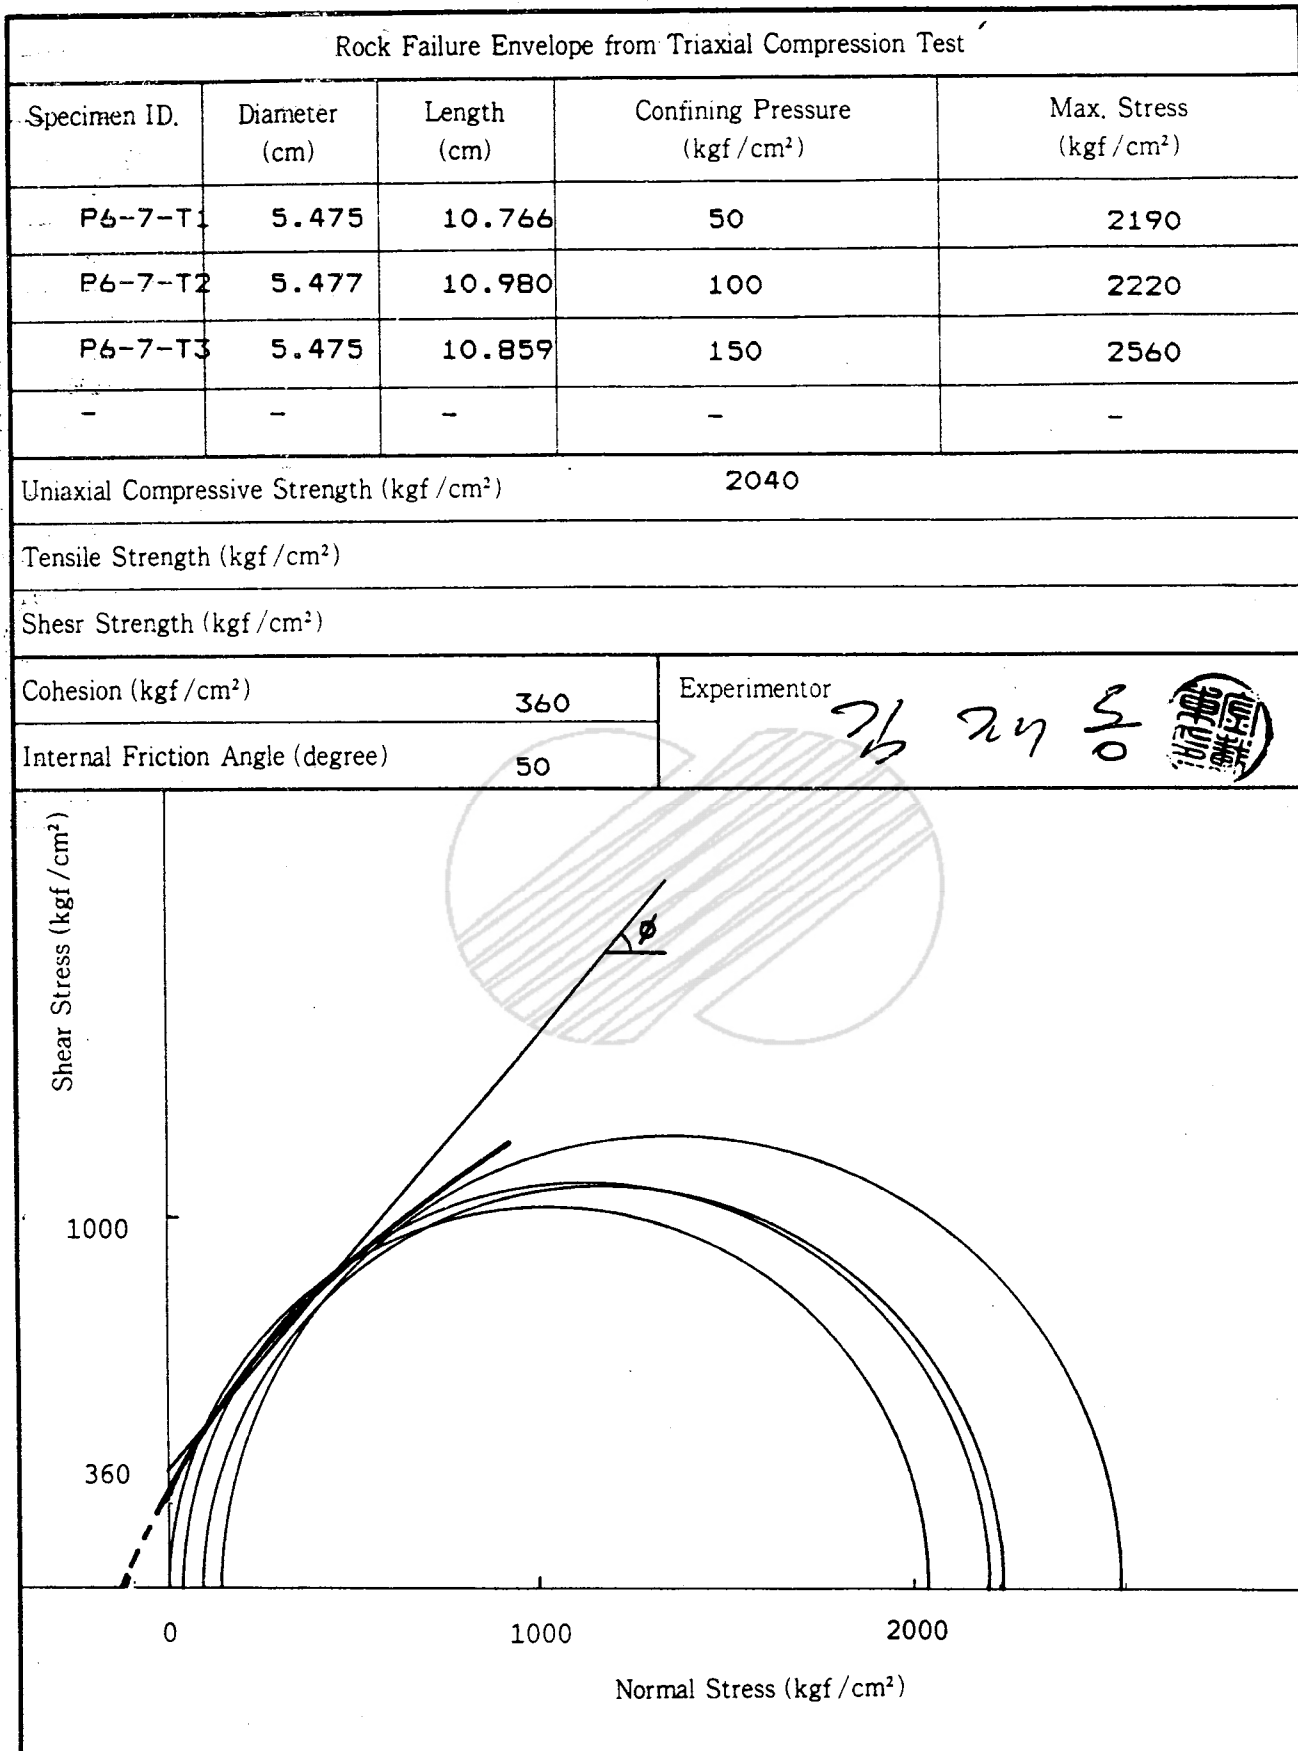 Rock Failure Envelope from Triaxial Compression Test
Specimen ID. Diameter (cm) Length (cm) Confining Pressure (kgf/cm²) Max. Stress (kgf/cm²)
P6-7-T1 5.475 10.766 50 2190
P6-7-T2 5.477 10.980 100 2220
P6-7-T3 5.475 10.859 150 2560
- - - - -
Uniaxial Compressive Strength (kgf/cm²) 2040
Tensile Strength (kgf/cm²)
Shesr Strength (kgf/cm²)
Cohesion (kgf/cm²) 360
Experimentor
Internal Friction Angle (degree) 50
Shear Stress (kgf/cm²)
ø
1000
360
0 1000 2000
Normal Stress (kgf/cm²)